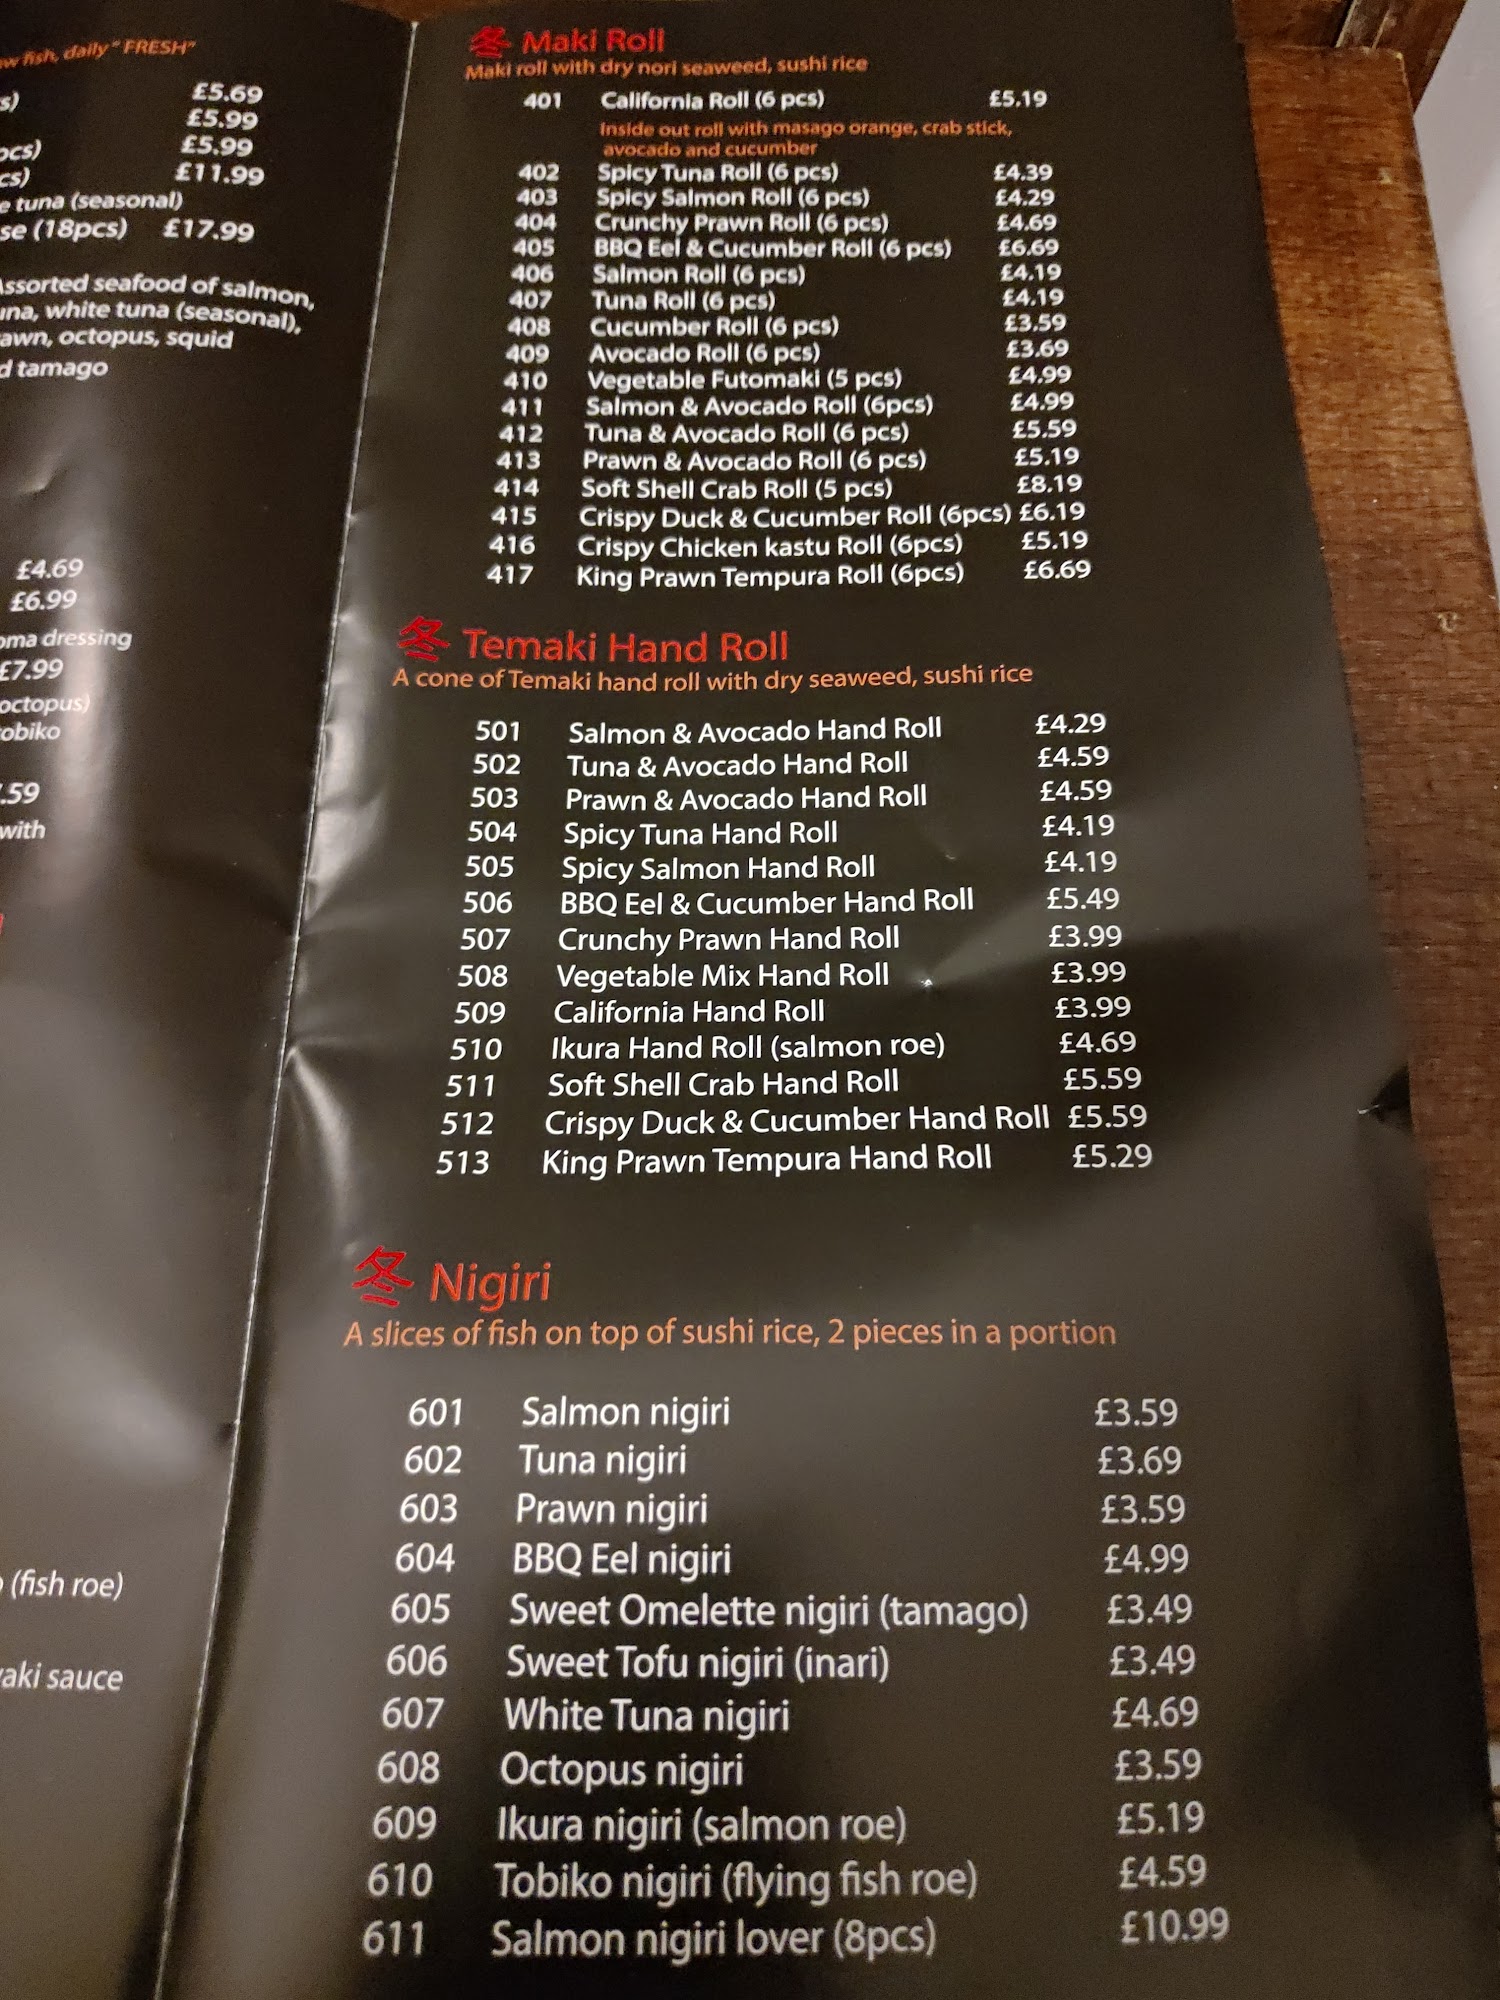 fish, daily "FRESH"
s) £5.69
£5.99
pcs) £5.99
cs) £11.99
e tuna (seasonal)
se (18pcs) £17.99
Assorted seafood of salmon,
una, white tuna (seasonal),
awn, octopus, squid
d tamago
£4.69
£6.99
oma dressing
£7.99
octopus)
obiko
.59
with
(fish roe)
aki sauce
冬 Maki Roll
Maki roll with dry nori seaweed, sushi rice
401 California Roll (6 pcs) £5.19
Inside out roll with masago orange, crab stick,
avocado and cucumber
402 Spicy Tuna Roll (6 pcs) £4.39
403 Spicy Salmon Roll (6 pcs) £4.29
404 Crunchy Prawn Roll (6 pcs) £4.69
405 BBQ Eel & Cucumber Roll (6 pcs) £6.69
406 Salmon Roll (6 pcs) £4.19
407 Tuna Roll (6 pcs) £4.19
408 Cucumber Roll (6 pcs) £3.59
409 Avocado Roll (6 pcs) £3.69
410 Vegetable Futomaki (5 pcs) £4.99
411 Salmon & Avocado Roll (6pcs) £4.99
412 Tuna & Avocado Roll (6 pcs) £5.59
413 Prawn & Avocado Roll (6 pcs) £5.19
414 Soft Shell Crab Roll (5 pcs) £8.19
415 Crispy Duck & Cucumber Roll (6pcs) £6.19
416 Crispy Chicken kastu Roll (6pcs) £5.19
417 King Prawn Tempura Roll (6pcs) £6.69
冬 Temaki Hand Roll
A cone of Temaki hand roll with dry seaweed, sushi rice
501 Salmon & Avocado Hand Roll £4.29
502 Tuna & Avocado Hand Roll £4.59
503 Prawn & Avocado Hand Roll £4.59
504 Spicy Tuna Hand Roll £4.19
505 Spicy Salmon Hand Roll £4.19
506 BBQ Eel & Cucumber Hand Roll £5.49
507 Crunchy Prawn Hand Roll £3.99
508 Vegetable Mix Hand Roll £3.99
509 California Hand Roll £3.99
510 Ikura Hand Roll (salmon roe) £4.69
511 Soft Shell Crab Hand Roll £5.59
512 Crispy Duck & Cucumber Hand Roll £5.59
513 King Prawn Tempura Hand Roll £5.29
冬 Nigiri
A slices of fish on top of sushi rice, 2 pieces in a portion
601 Salmon nigiri £3.59
602 Tuna nigiri £3.69
603 Prawn nigiri £3.59
604 BBQ Eel nigiri £4.99
605 Sweet Omelette nigiri (tamago) £3.49
606 Sweet Tofu nigiri (inari) £3.49
607 White Tuna nigiri £4.69
608 Octopus nigiri £3.59
609 Ikura nigiri (salmon roe) £5.19
610 Tobiko nigiri (flying fish roe) £4.59
611 Salmon nigiri lover (8pcs) £10.99